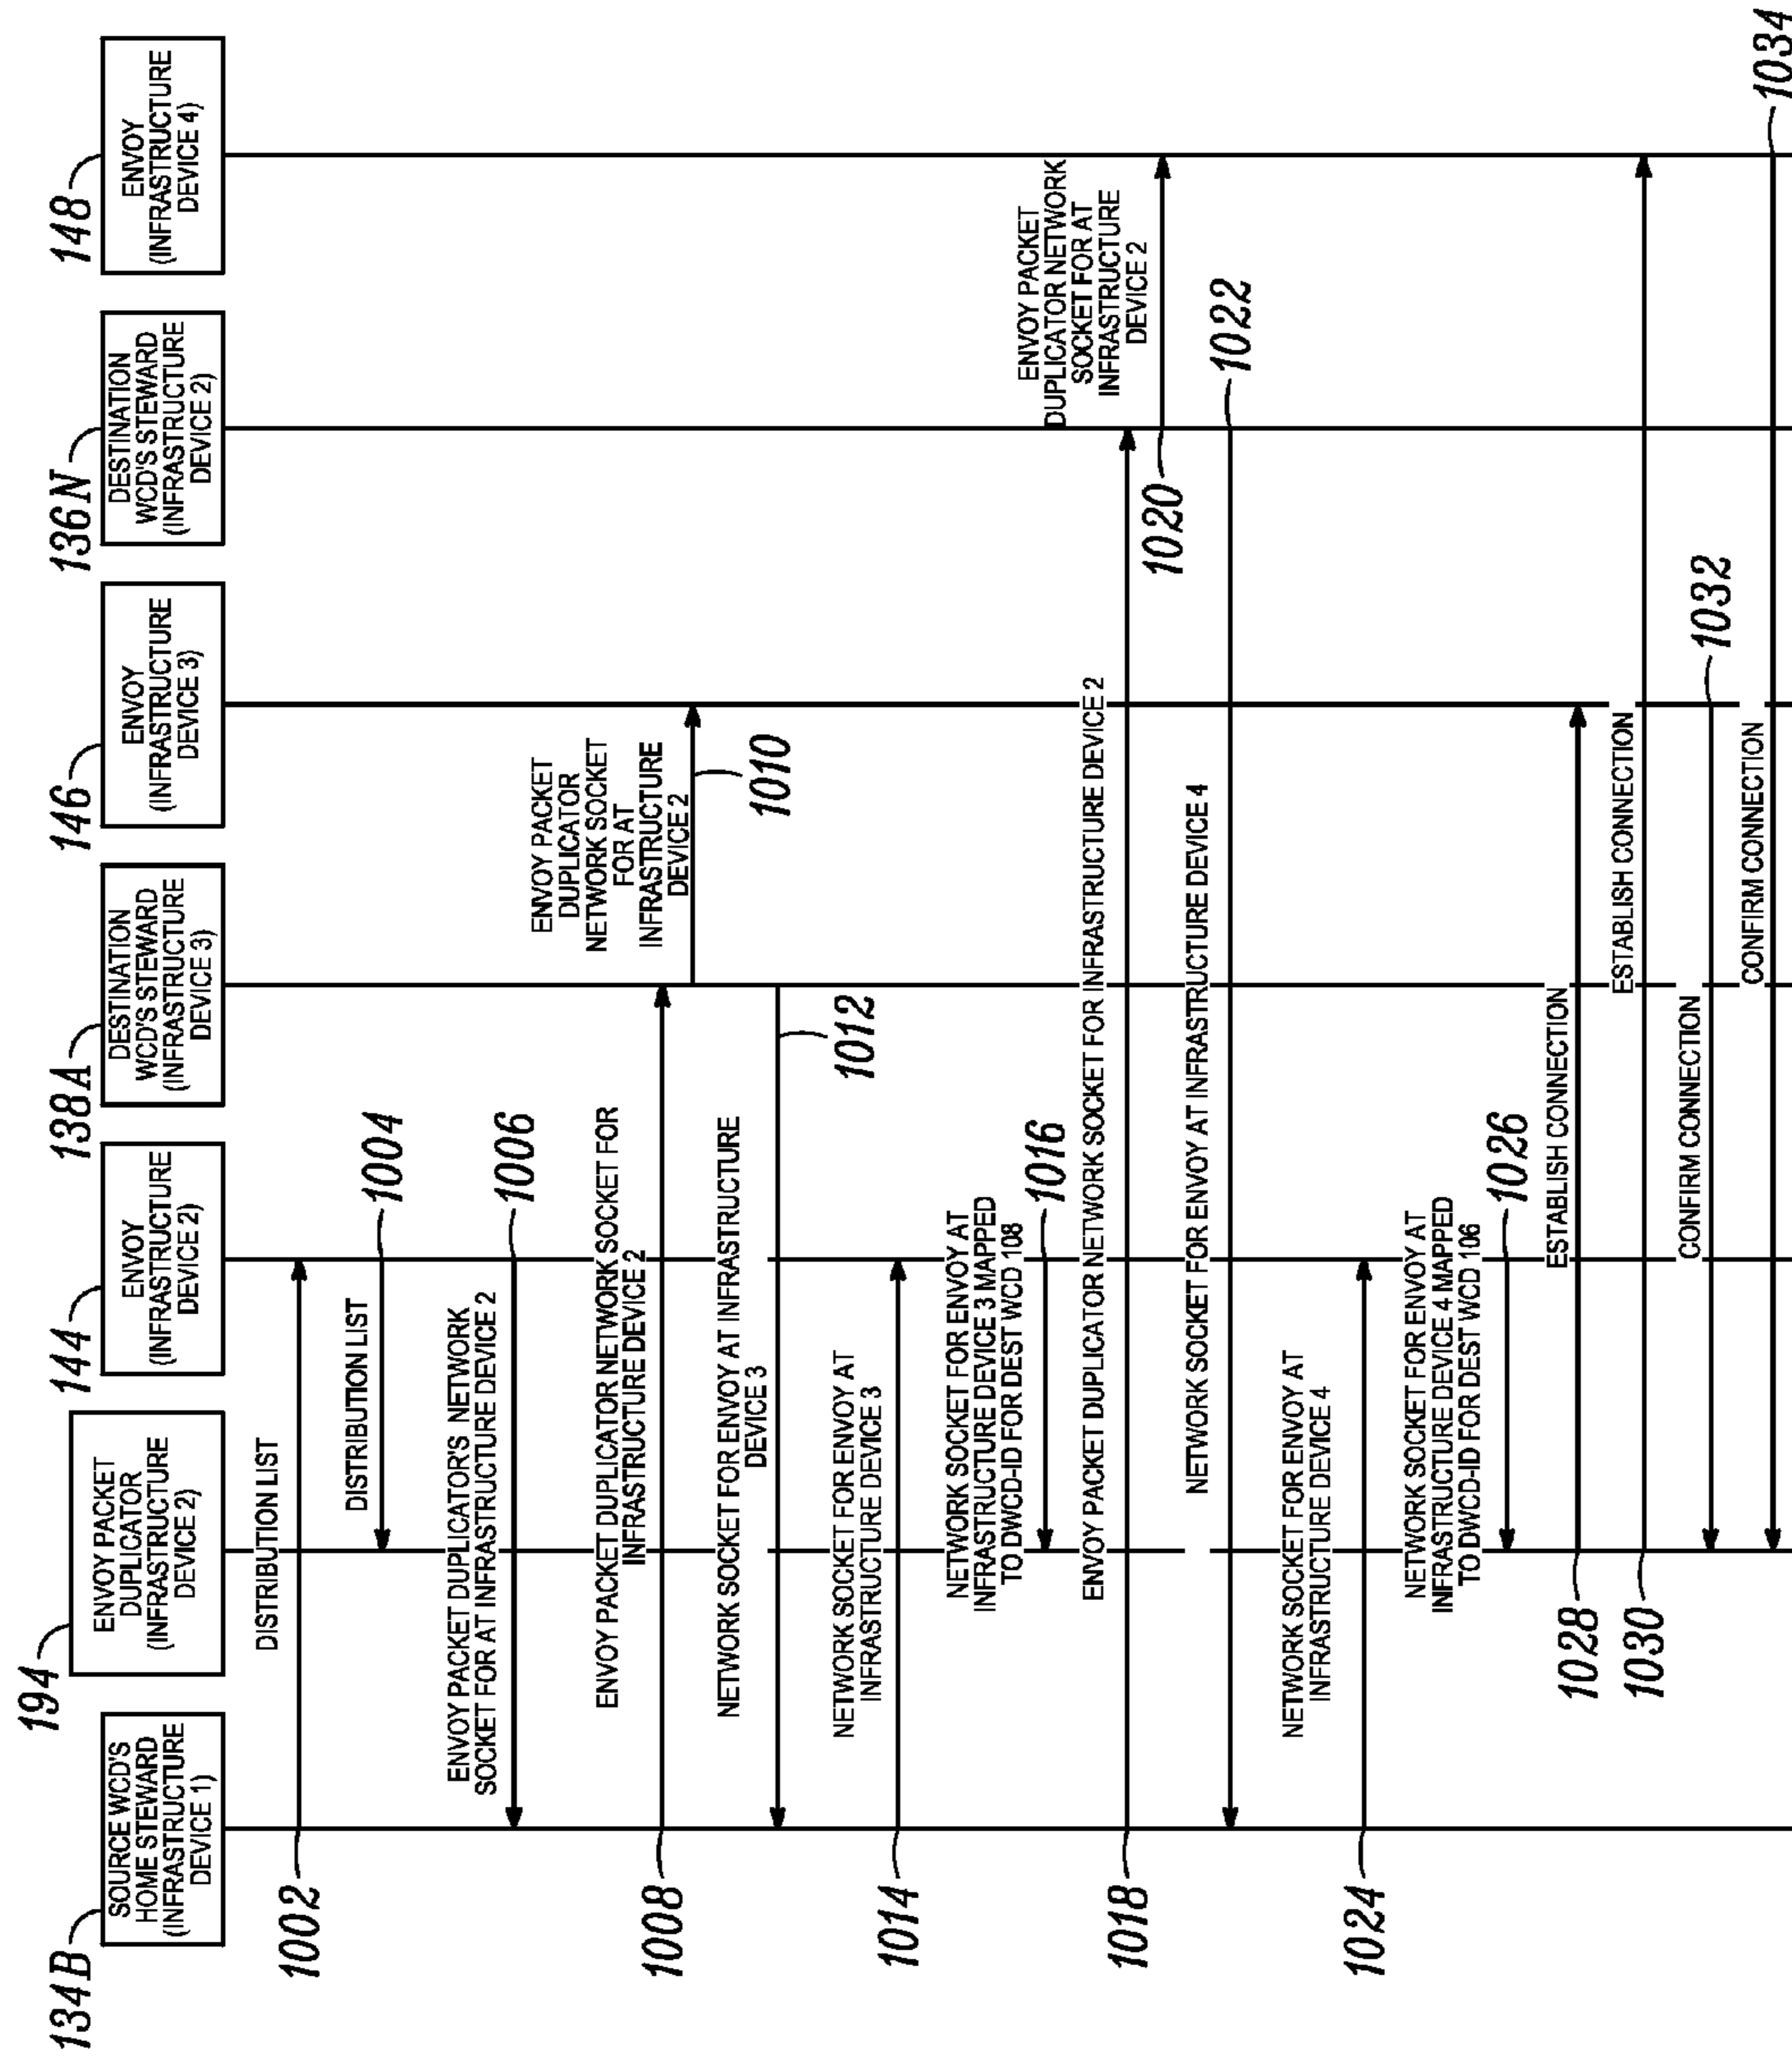 134B
SOURCE WCD'S
HOME STEWARD
(INFRASTRUCTURE
DEVICE 1)
194
ENVOY PACKET
DUPLICATOR
(INFRASTRUCTURE
DEVICE 2)
144
ENVOY
(INFRASTRUCTURE
DEVICE 2)
138A
DESTINATION
WCD'S STEWARD
(INFRASTRUCTURE
DEVICE 3)
146
ENVOY
(INFRASTRUCTURE
DEVICE 3)
136N
DESTINATION
WCD'S STEWARD
(INFRASTRUCTURE
DEVICE 2)
148
ENVOY
(INFRASTRUCTURE
DEVICE 4)
DISTRIBUTION LIST
1002
DISTRIBUTION LIST
1004
ENVOY PACKET DUPLICATOR'S NETWORK
SOCKET FOR AT INFRASTRUCTURE DEVICE 2
1006
ENVOY PACKET DUPLICATOR NETWORK SOCKET FOR
INFRASTRUCTURE DEVICE 2
1008
ENVOY PACKET
DUPLICATOR
NETWORK SOCKET
FOR AT
INFRASTRUCTURE
DEVICE 2
1010
NETWORK SOCKET FOR ENVOY AT INFRASTRUCTURE
DEVICE 3
1012
NETWORK SOCKET FOR ENVOY AT
INFRASTRUCTURE DEVICE 3
1014
NETWORK SOCKET FOR ENVOY AT
INFRASTRUCTURE DEVICE 3 MAPPED
TO DWCD-ID FOR DEST WCD 108
1016
ENVOY PACKET DUPLICATOR NETWORK SOCKET FOR INFRASTRUCTURE DEVICE 2
1018
ENVOY PACKET
DUPLICATOR NETWORK
SOCKET FOR AT
INFRASTRUCTURE
DEVICE 2
1020
NETWORK SOCKET FOR ENVOY AT INFRASTRUCTURE DEVICE 4
1022
NETWORK SOCKET FOR ENVOY AT
INFRASTRUCTURE DEVICE 4
1024
NETWORK SOCKET FOR ENVOY AT
INFRASTRUCTURE DEVICE 4 MAPPED
TO DWCD-ID FOR DEST WCD 106
1026
ESTABLISH CONNECTION
1028
ESTABLISH CONNECTION
1030
CONFIRM CONNECTION
1032
CONFIRM CONNECTION
1034